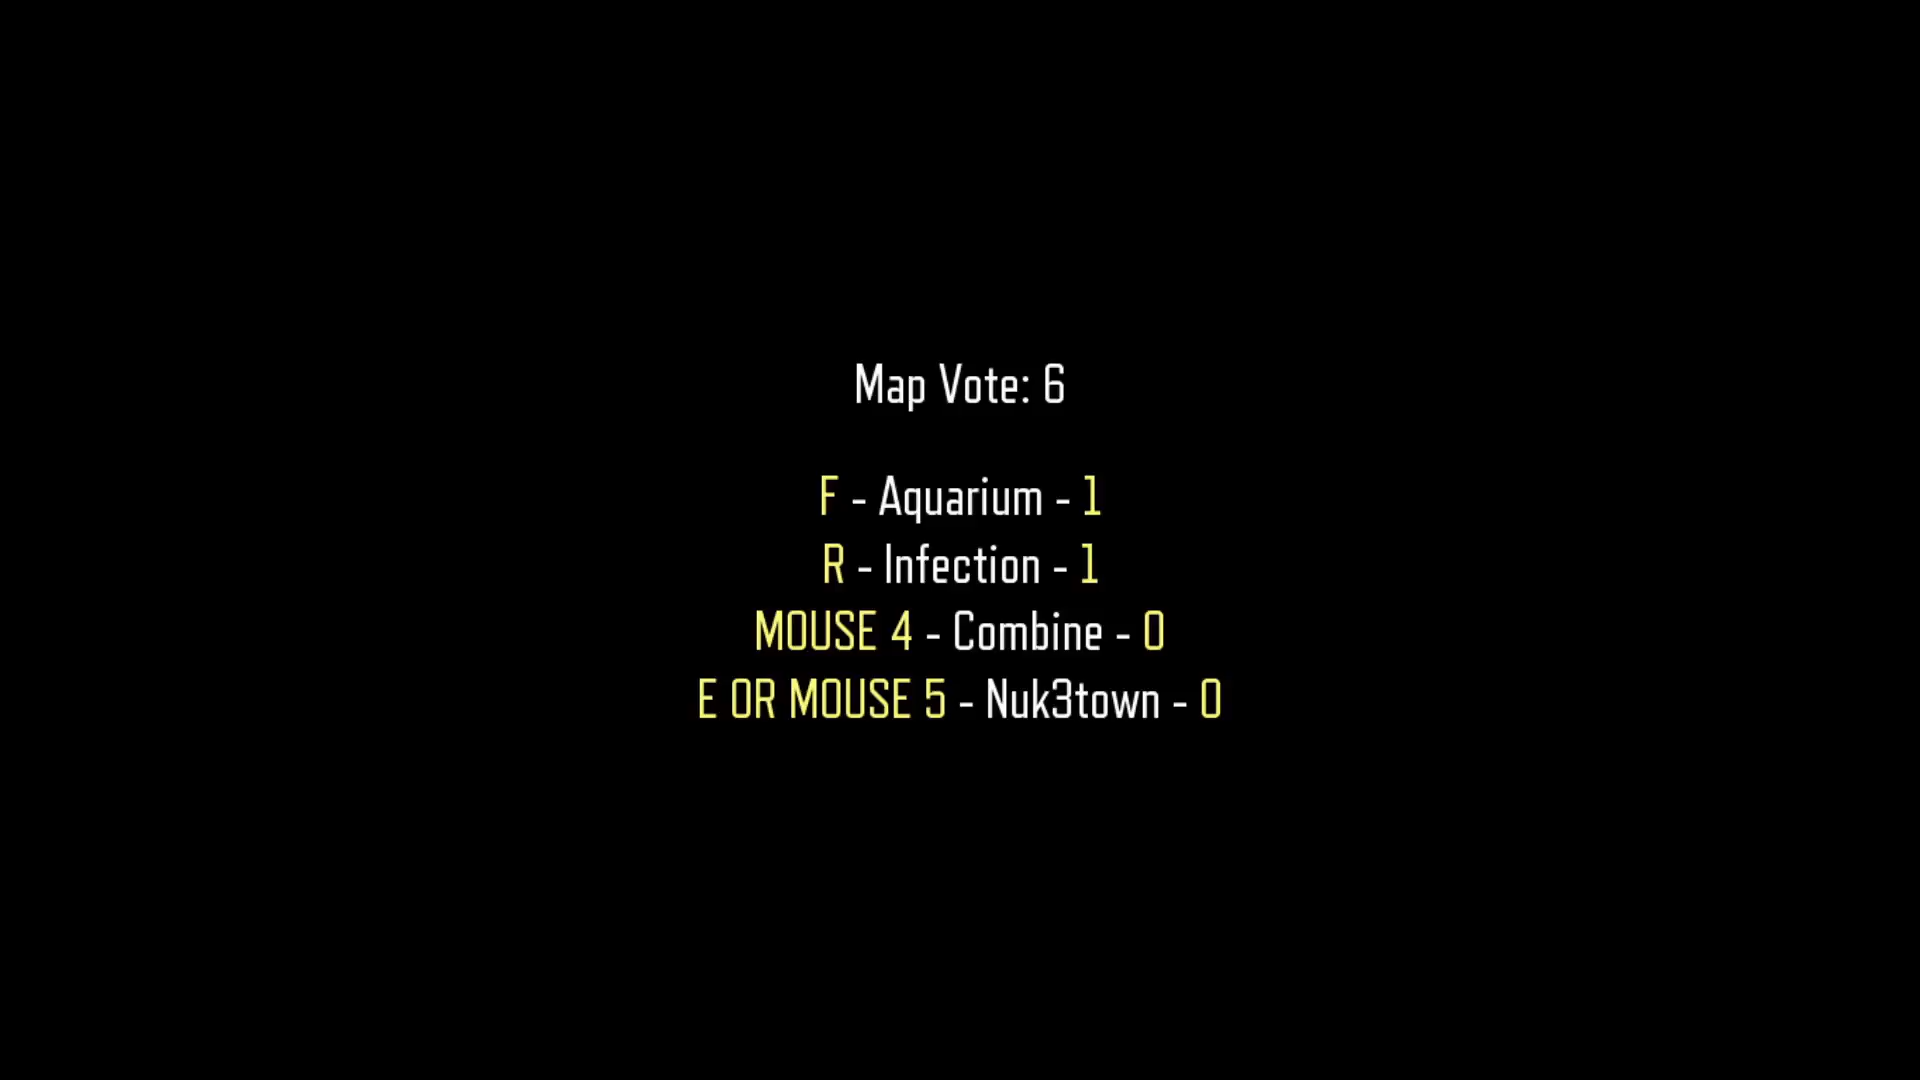 Map Vote: 6
F - Aquarium - 1
R - Infection - 1
MOUSE 4 - Combine - 0
E OR MOUSE 5 - Nuk3town - 0